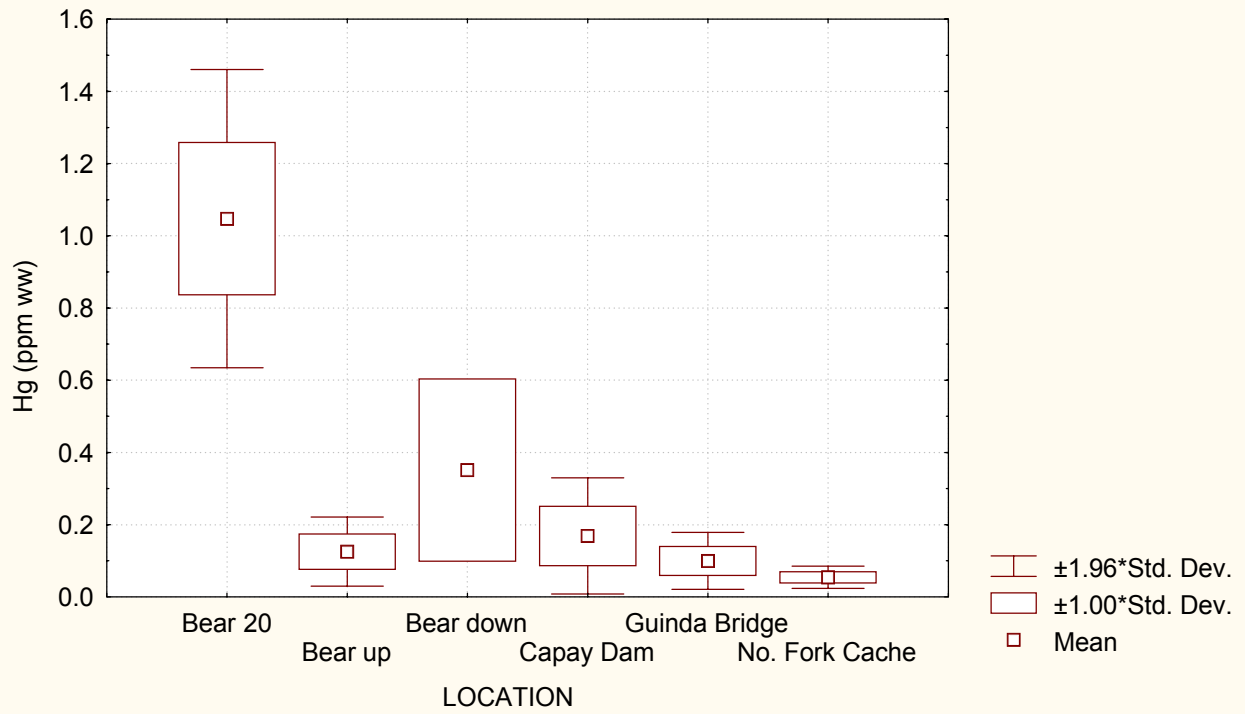 1.6
1.4
1.2
1.0
0.8
0.6
0.4
0.2
0.0
Hg (ppm ww)
Bear 20 Bear down Guinda Bridge
Bear up Capay Dam No. Fork Cache
LOCATION
±1.96*Std. Dev.
±1.00*Std. Dev.
Mean